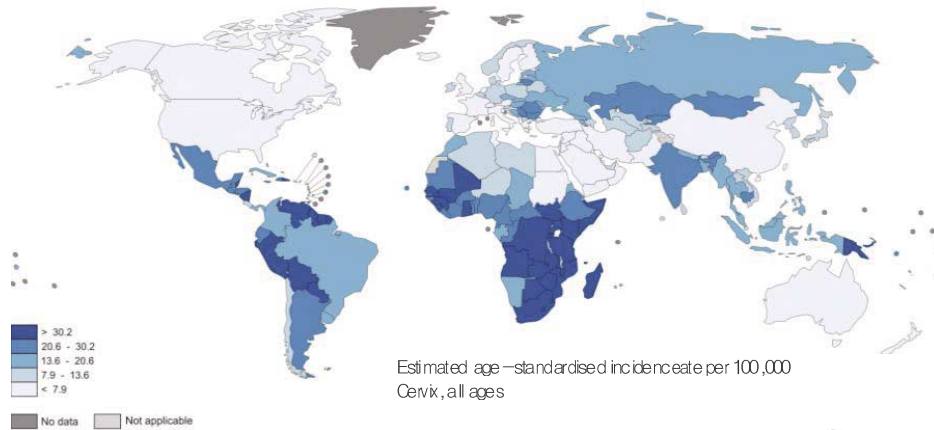 > 30.2
20.6 - 30.2
13.6 - 20.6
7.9 - 13.6
< 7.9
No data
Not applicable
Estimated age–standardised incidenceate per 100,000
Cervix, all ages